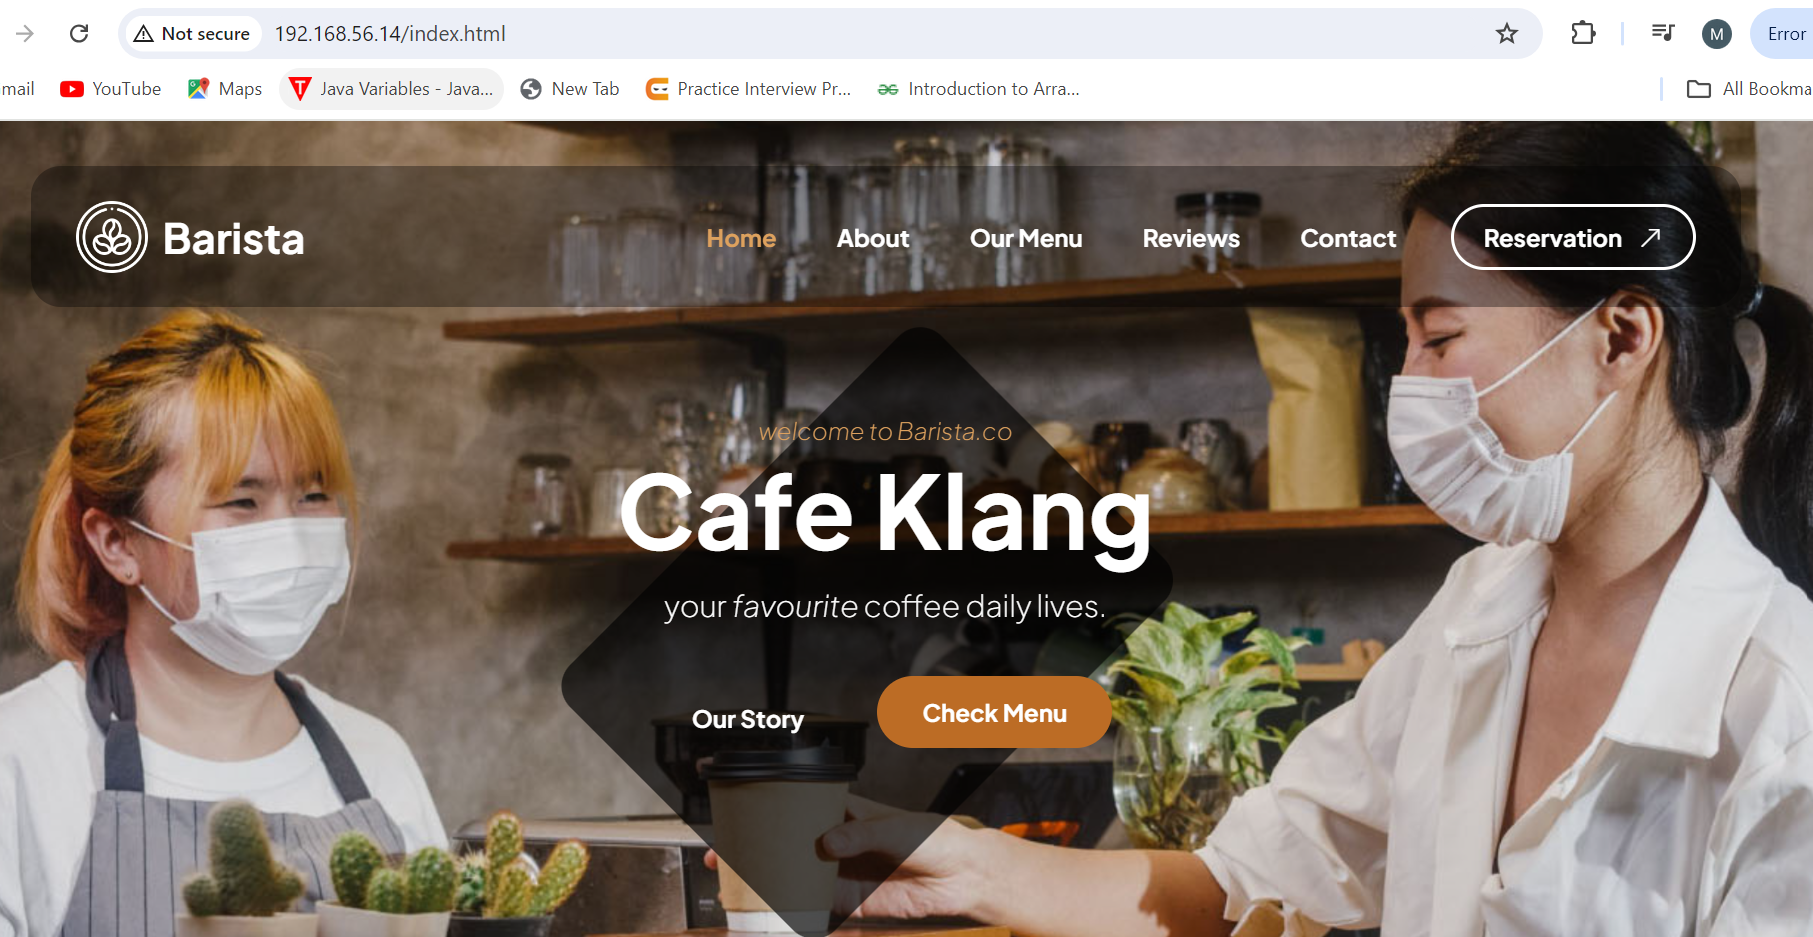 Not secure 192.168.56.14/index.html M Error
mail YouTube Maps Java Variables - Java... New Tab Practice Interview Pr... Introduction to Arra... All Bookma
Barista Home About Our Menu Reviews Contact Reservation
welcome to Barista.co
Cafe Klang
your favourite coffee daily lives.
Our Story Check Menu